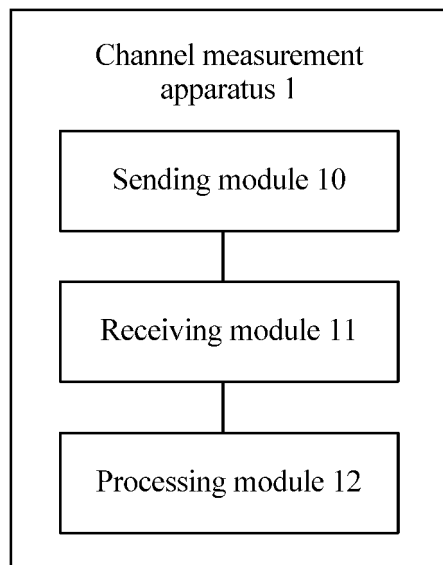 Channel measurement
apparatus 1
Sending module 10
Receiving module 11
Processing module 12